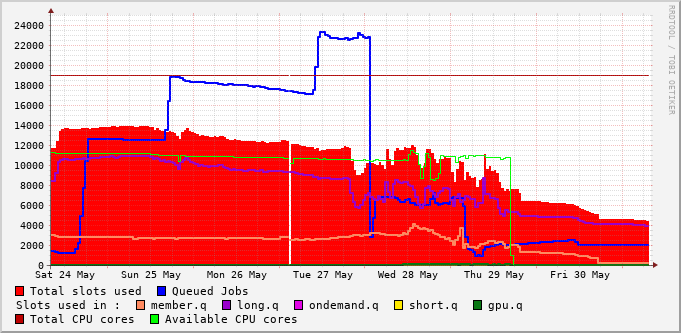 24000
22000
20000
18000
16000
14000
12000
10000
8000
6000
4000
2000
0
Sat 24 May Sun 25 May Mon 26 May Tue 27 May Wed 28 May Thu 29 May Fri 30 May
Total slots used Queued Jobs
Slots used in : member.q long.q ondemand.q short.q gpu.q
Total CPU cores Available CPU cores
RRDTOOL / TOBI OETIKER